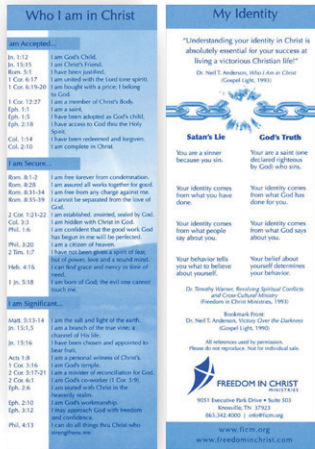 Who I am in Christ
I am Accepted...
Jn. 1:12 I am God's Child.
Jn. 15:15 I am Christ's Friend.
Rom. 5:1 I have been justified.
1 Cor. 6:17 I am united with the Lord (one spirit).
1 Cor. 6:19-20 I am bought with a price; I belong
to God.
1 Cor. 12:27 I am a member of Christ's Body.
Eph. 1:1 I am a saint.
Eph. 1:5 I have been adopted as God's child.
Eph. 2:18 I have access to God thru the Holy
Spirit.
Col. 1:14 I have been redeemed and forgiven.
Col. 2:10 I am complete in Christ.
I am Secure...
Rom. 8:1-2 I am free forever from condemnation.
Rom. 8:28 I am assured all works together for good.
Rom. 8:31-34 I am free from any charge against me.
Rom. 8:35-39 I cannot be separated from the love of
God.
2 Cor. 1:21-22 I am established, anointed, sealed by God.
Col. 3:3 I am hidden with Christ in God.
Phil. 1:6 I am confident that the good work God
has begun in me will be perfected.
Phil. 3:20 I am a citizen of heaven.
2 Tim. 1:7 I have not been given a spirit of fear,
but of power, love and a sound mind.
Heb. 4:16 I can find grace and mercy in time of
need.
1 Jn. 5:18 I am born of God; the evil one cannot
touch me.
I am Significant...
Matt. 5:13-14 I am the salt and light of the earth.
Jn. 15:1,5 I am a branch of the true vine, a
channel of His life.
Jn. 15:16 I have been chosen and appointed to
bear fruit.
Acts 1:8 I am a personal witness of Christ's.
1 Cor. 3:16 I am God's temple.
2 Cor. 5:17-21 I am a minister of reconciliation for God.
2 Cor. 6:1 I am God's co-worker (1 Cor. 3:9).
Eph. 2:6 I am seated with Christ in the
heavenly realm.
Eph. 2:10 I am God's workmanship.
Eph. 3:12 I may approach God with freedom
and confidence.
Phil. 4:13 I can do all things thru Christ who
strengthens me.
My Identity
"Understanding your identity in Christ is
absolutely essential for your success at
living a victorious Christian life!"
Dr. Neil T. Anderson, Who I Am in Christ
(Gospel Light, 1993)
Satan's Lie God's Truth
You are a sinner
because you sin.
Your are a saint (one
declared righteous
by God) who sins.
Your identity comes
from what you have
done.
Your identity comes
from what God has
done for you.
Your identity comes
from what people
say about you.
Your identity comes
from what God says
about you.
Your behavior tells
you what to believe
about yourself.
Your belief about
yourself determines
your behavior.
Dr. Timothy Warner, Resolving Spiritual Conflicts
and Cross-Cultural Ministry
(Freedom in Christ Ministries, 1993)
Bookmark Front:
Dr. Neil T. Anderson, Victory Over the Darkness
(Gospel Light, 1990)
All references used by permission.
Please do not reproduce. Not for individual sale.
FREEDOM IN CHRIST
MINISTRIES
9051 Executive Park Drive • Suite 503
Knoxville, TN 37923
865.342.4000 | info@ficm.org
www.ficm.org
www.freedominchrist.com